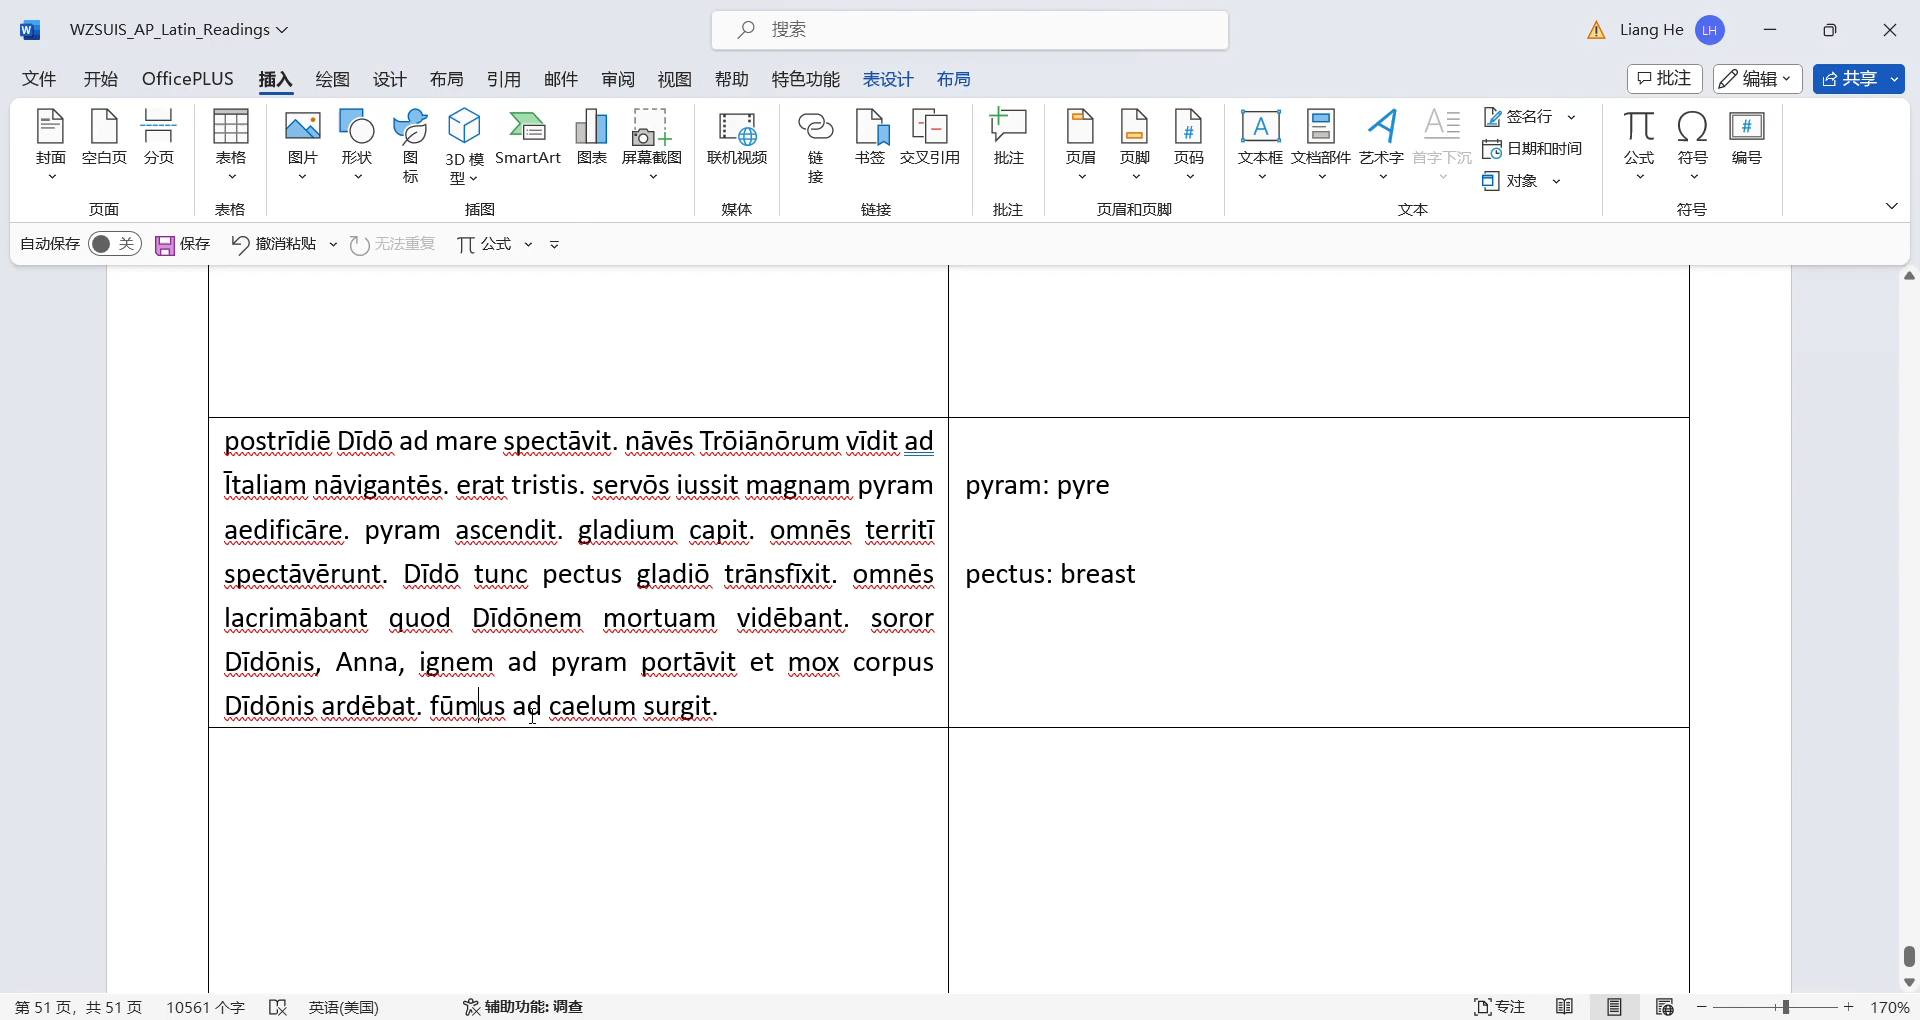 WZSUIS_AP_Latin_Readings
搜索
Liang He
LH
文件 开始 OfficePLUS 插入 绘图 设计 布局 引用 邮件 审阅 视图 帮助 特色功能 表设计 布局
批注 编辑 共享
封面 空白页 分页 表格 图片 形状 图标 3D 模型 SmartArt 图表 屏幕截图 联机视频 链接 书签 交叉引用 批注 页眉 页脚 页码 文本框 文档部件 艺术字 首字下沉 公式 符号 编号
签名行
日期和时间
对象
页面 表格 插图 媒体 链接 批注 页眉和页脚 文本 符号
自动保存 关 保存 撤消粘贴 无法重复 公式
postrīdiē Dīdō ad mare spectāvit. nāvēs Trōiānōrum vīdit ad
Ītaliam nāvigantēs. erat tristis. servōs iussit magnam pyram
pyram: pyre
aedificāre. pyram ascendit. gladium capit. omnēs territī
spectāvērunt. Dīdō tunc pectus gladiō trānsfīxit. omnēs
pectus: breast
lacrimābant quod Dīdōnem mortuam vidēbant. soror
Dīdōnis, Anna, ignem ad pyram portāvit et mox corpus
Dīdōnis ardēbat. fūmus ad caelum surgit.
第 51 页, 共 51 页 10561 个字 英语(美国) 辅助功能: 调查 专注 170%